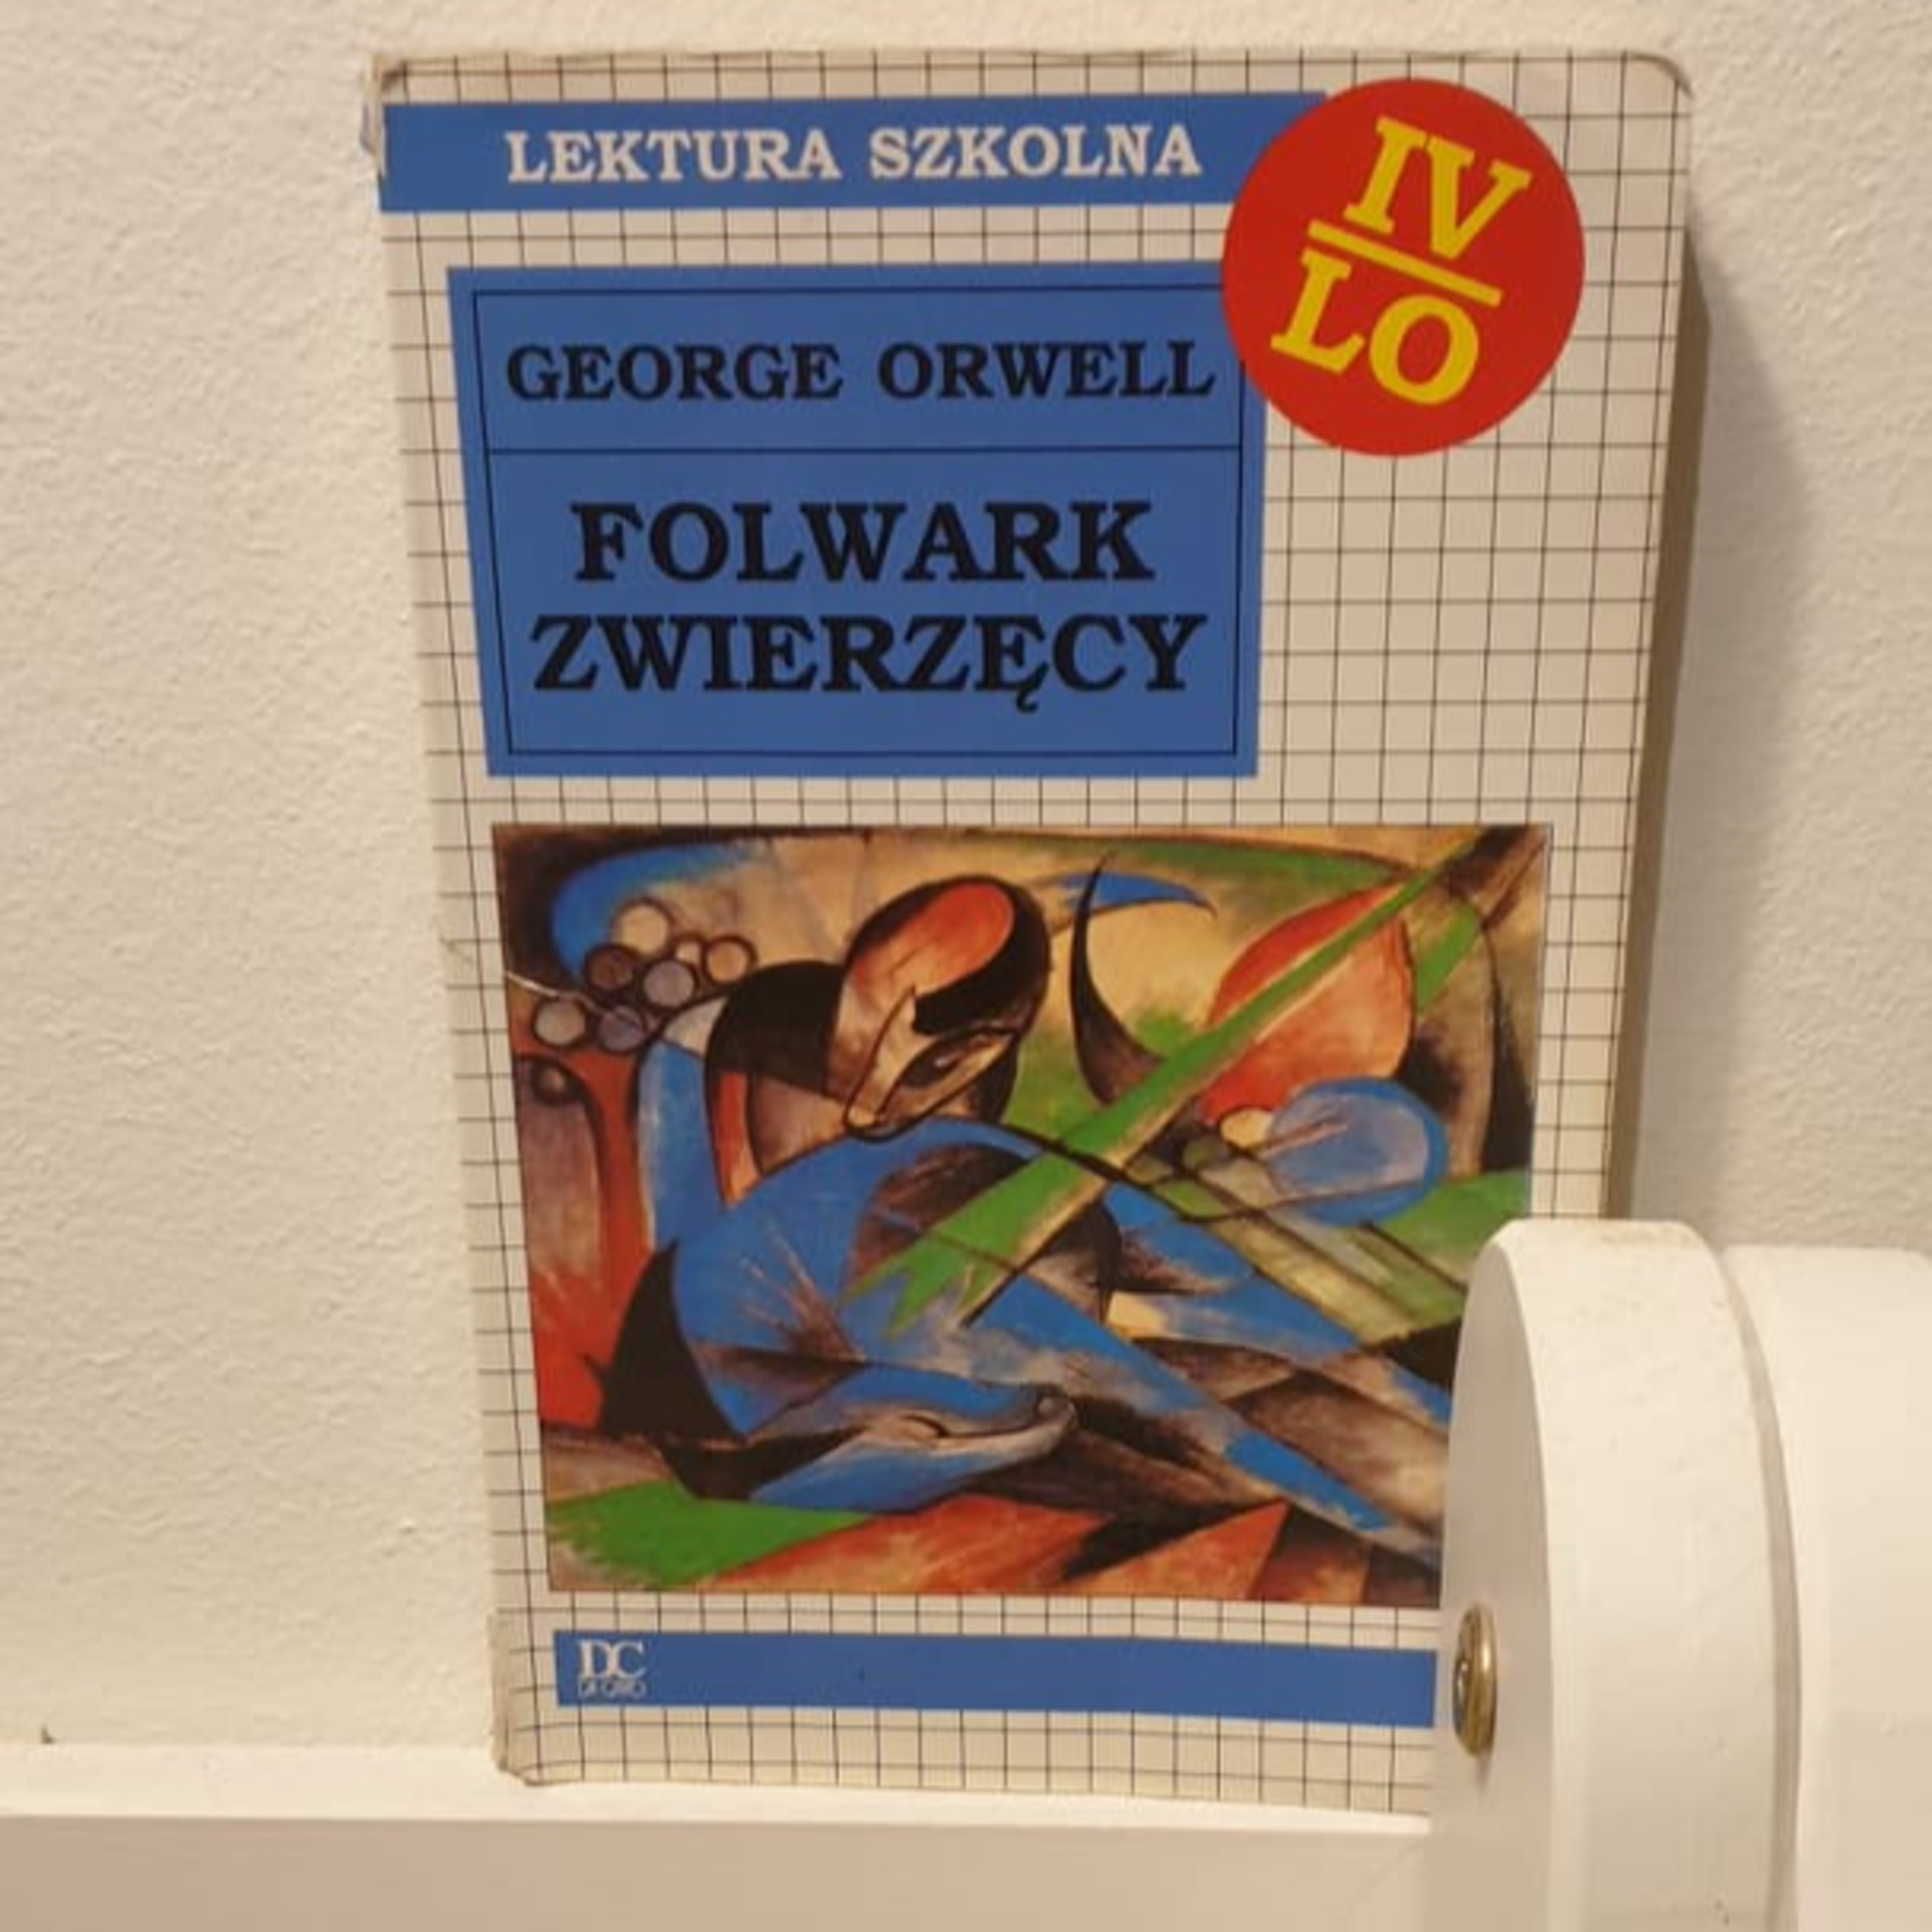 LEKTURA SZKOLNA
IV
LO
GEORGE ORWELL
FOLWARK
ZWIERZĘCY
DC